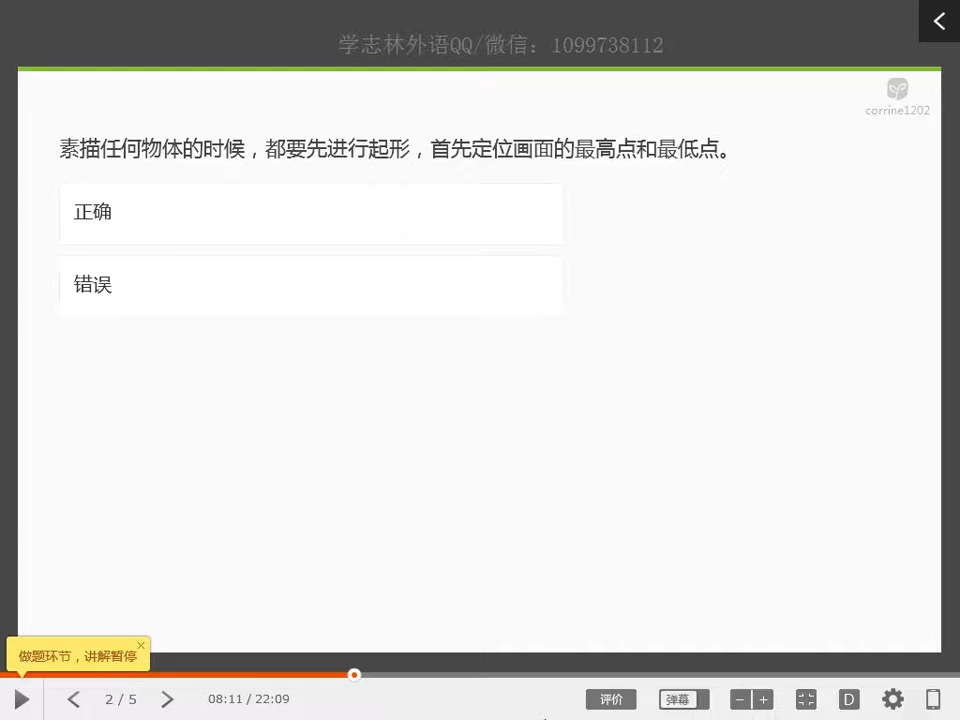 学志林外语QQ/微信：1099738112
corrine1202
素描任何物体的时候，都要先进行起形，首先定位画面的最高点和最低点。
正确
错误
做题环节，讲解暂停
2 / 5
08:11 / 22:09
评价
弹幕
D